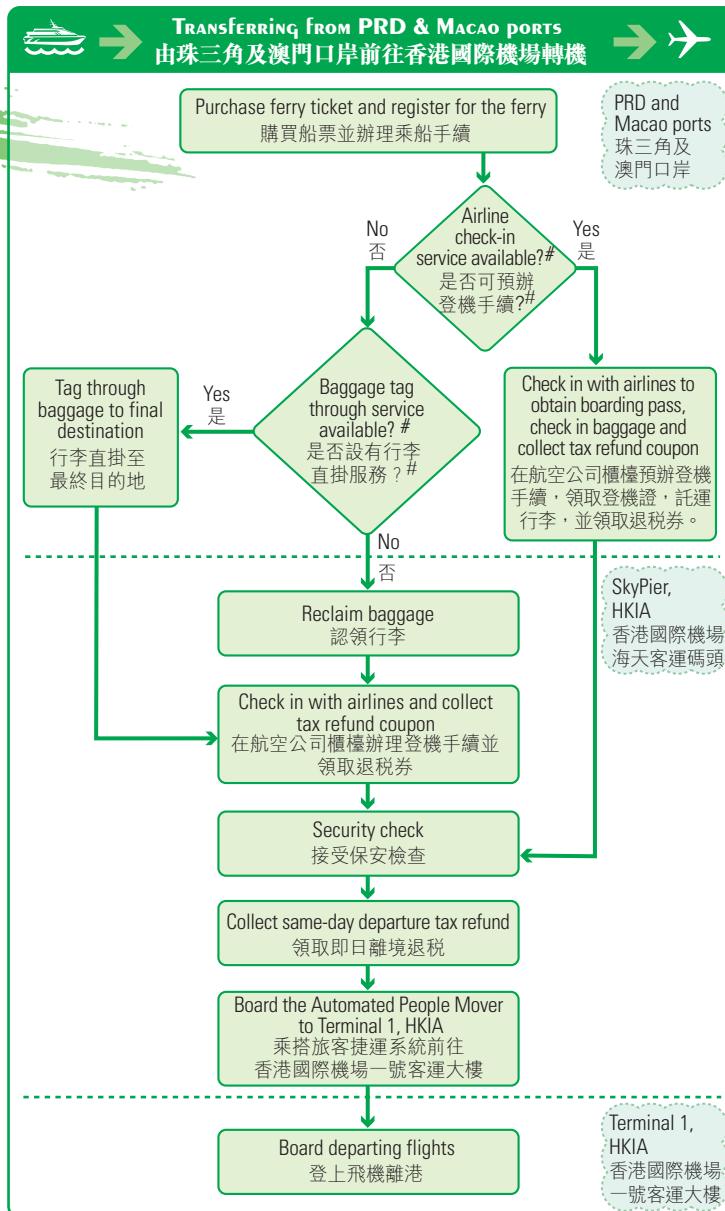 Transferring from PRD & Macao ports
由珠三角及澳門口岸前往香港國際機場轉機
Purchase ferry ticket and register for the ferry
購買船票並辦理乘船手續
PRD and
Macao ports
珠三角及
澳門口岸
Airline
check-in
service available?#
是否可預辦
登機手續?#
No
否
Yes
是
Tag through
baggage to final
destination
行李直掛至
最終目的地
Yes
是
Baggage tag
through service
available? #
是否設有行李
直掛服務?#
Check in with airlines to
obtain boarding pass,
check in baggage and
collect tax refund coupon
在航空公司櫃檯預辦登機
手續，領取登機證，託運
行李，並領取退税券。
No
否
SkyPier,
HKIA
香港國際機場
海天客運碼頭
Reclaim baggage
認領行李
Check in with airlines and collect
tax refund coupon
在航空公司櫃檯辦理登機手續並
領取退税券
Security check
接受保安檢查
Collect same-day departure tax refund
領取即日離境退税
Board the Automated People Mover
to Terminal 1, HKIA
乘搭旅客捷運系統前往
香港國際機場一號客運大樓
Terminal 1,
HKIA
香港國際機場
一號客運大樓
Board departing flights
登上飛機離港